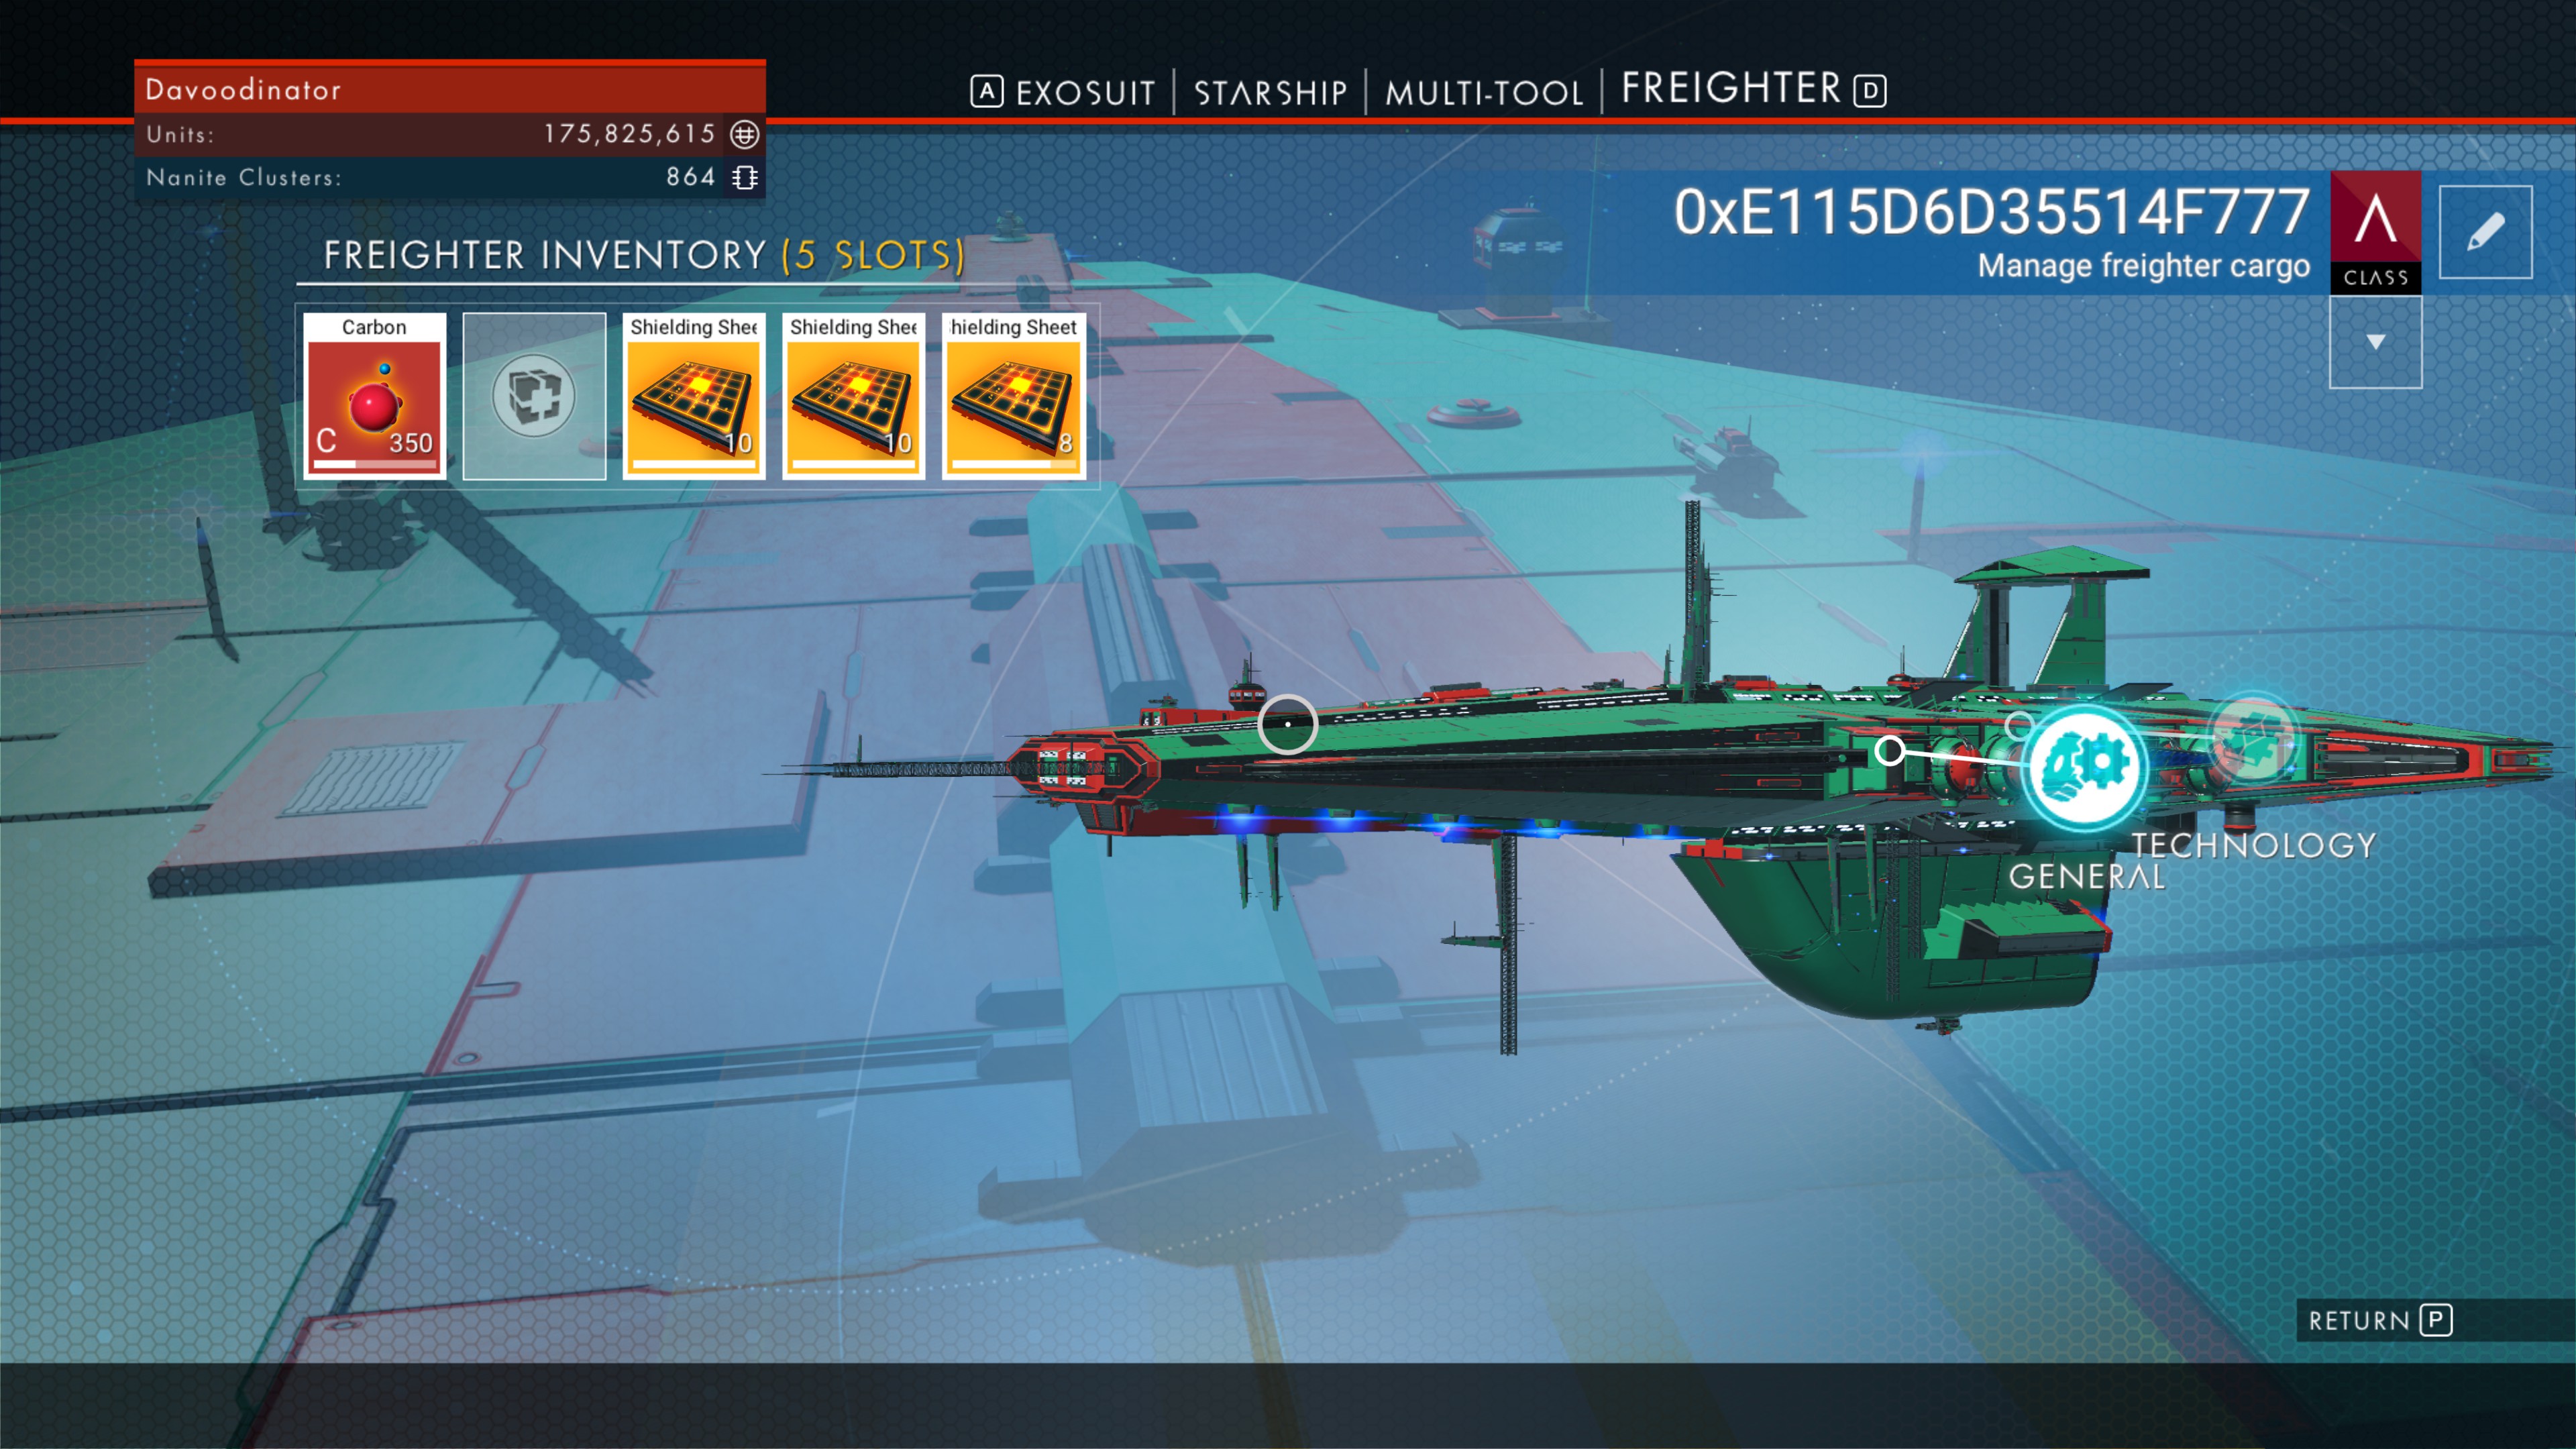 Davoodinator
Units: 175,825,615
Nanite Clusters: 864
A EXOSUIT STARSHIP MULTI-TOOL FREIGHTER D
0xE115D6D35514F777
Manage freighter cargo
A
CLASS
FREIGHTER INVENTORY (5 SLOTS)
Carbon
C 350
Shielding Shee
10
Shielding Shee
10
hielding Sheet
8
TECHNOLOGY
GENERAL
RETURN P